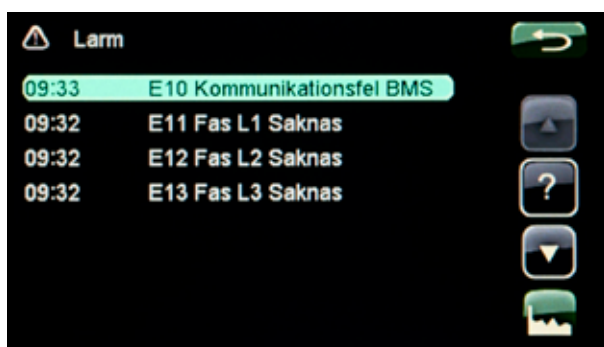 Larm
09:33 E10 Kommunikationsfel BMS
09:32 E11 Fas L1 Saknas
09:32 E12 Fas L2 Saknas
09:32 E13 Fas L3 Saknas
?